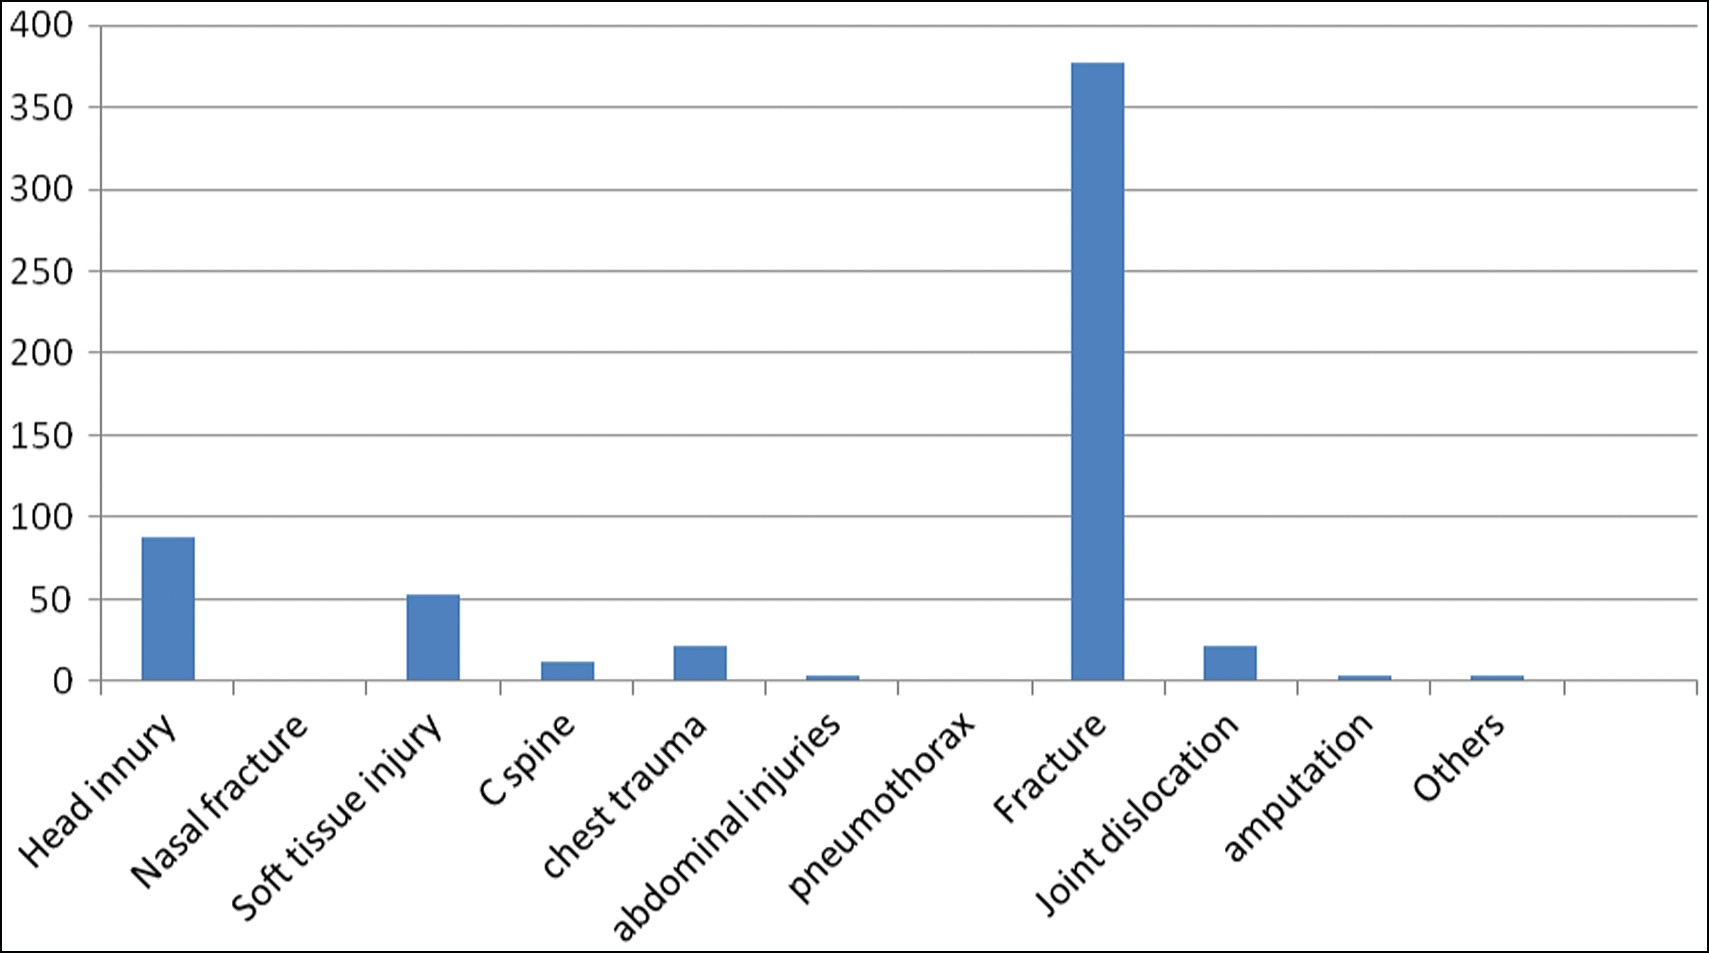 400
350
300
250
200
150
100
50
0
Head innury
Nasal fracture
Soft tissue injury
C spine
chest trauma
abdominal injuries
pneumothorax
Fracture
Joint dislocation
amputation
Others